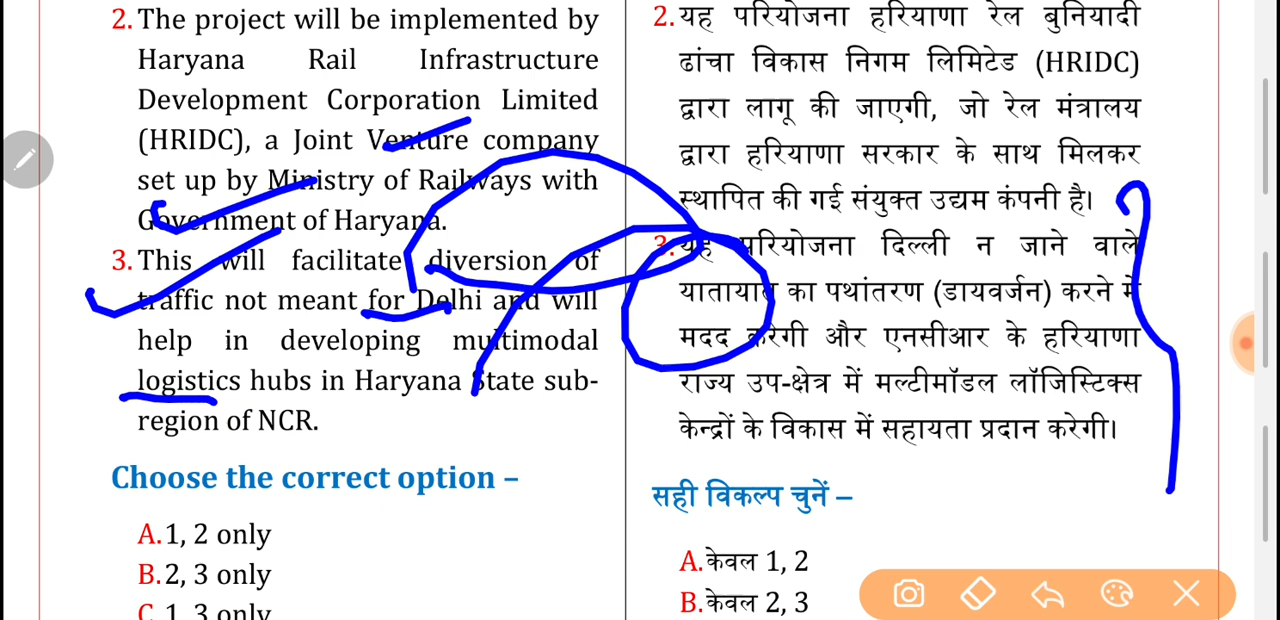 2. The project will be implemented by
Haryana Rail Infrastructure
Development Corporation Limited
(HRIDC), a Joint Venture company
set up by Ministry of Railways with
Government of Haryana.
3. This will facilitate diversion of
traffic not meant for Delhi and will
help in developing multimodal
logistics hubs in Haryana State sub-
region of NCR.
Choose the correct option –
A. 1, 2 only
B. 2, 3 only
C. 1, 3 only
2. यह परियोजना हरियाणा रेल बुनियादी
ढांचा विकास निगम लिमिटेड (HRIDC)
द्वारा लागू की जाएगी, जो रेल मंत्रालय
द्वारा हरियाणा सरकार के साथ मिलकर
स्थापित की गई संयुक्त उद्यम कंपनी है।
3. यह परियोजना दिल्ली न जाने वाले
यातायात का पथांतरण (डायवर्जन) करने में
मदद करेगी और एनसीआर के हरियाणा
राज्य उप-क्षेत्र में मल्टीमॉडल लॉजिस्टिक्स
केन्द्रों के विकास में सहायता प्रदान करेगी।
सही विकल्प चुनें –
A. केवल 1, 2
B. केवल 2, 3